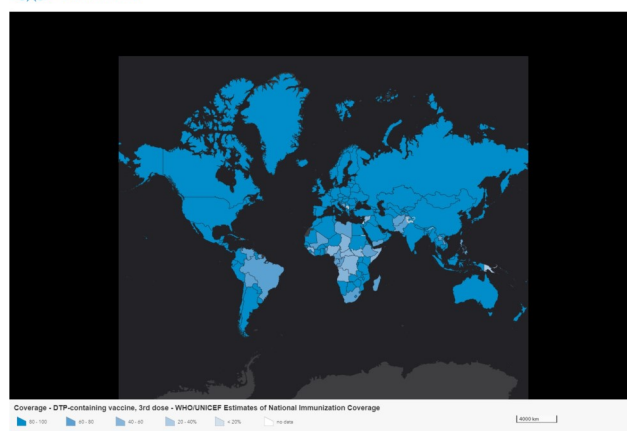 Coverage - DTP-containing vaccine, 3rd dose - WHO/UNICEF Estimates of National Immunization Coverage
80 - 100
60 - 80
40 - 60
20 - 40%
< 20%
no data
4000 km